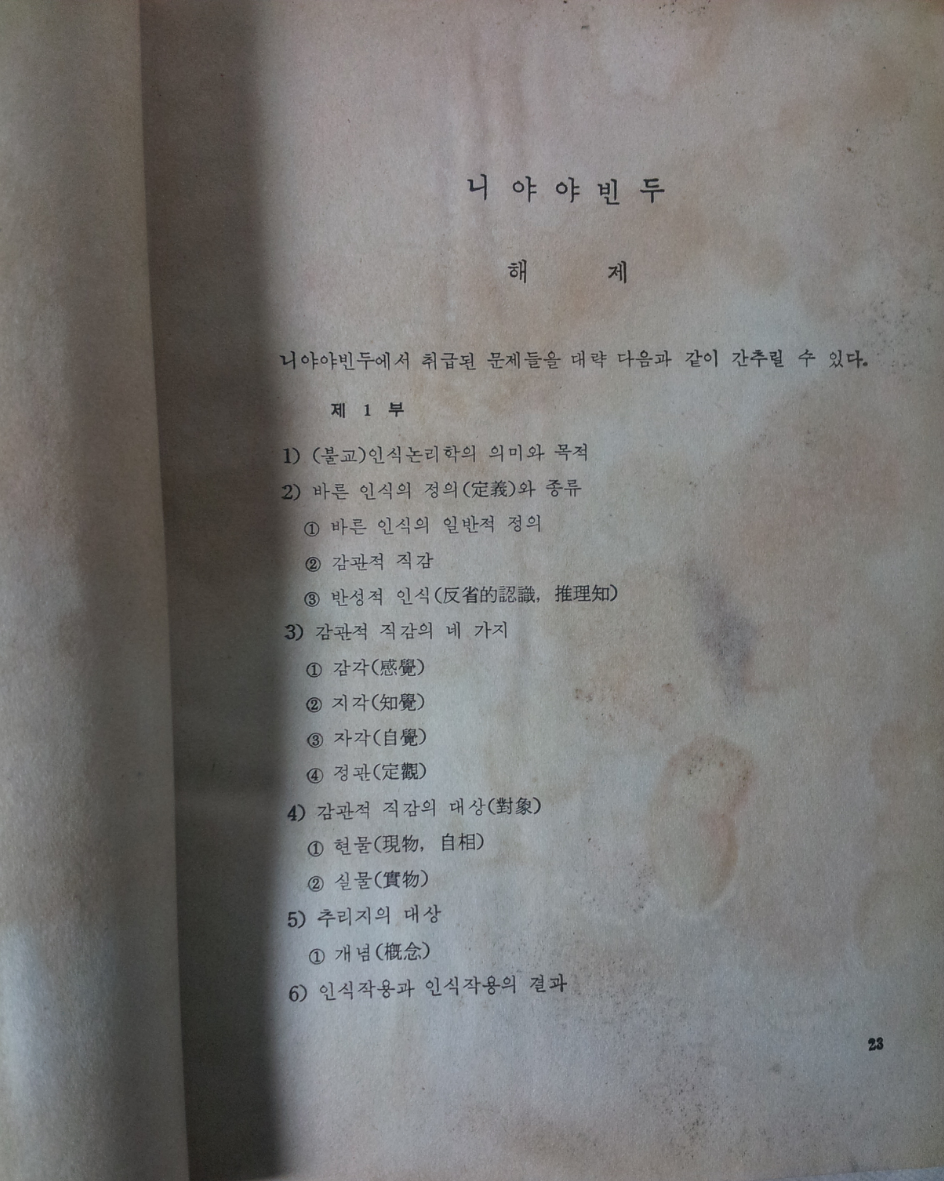 니 야 야 빈 두
해 제
니야야빈두에서 취급된 문제들을 대략 다음과 같이 간추릴 수 있다.
제 1 부
1) (불교)인식논리학의 의미와 목적
2) 바른 인식의 정의(定義)와 종류
① 바른 인식의 일반적 정의
② 감관적 직감
③ 반성적 인식(反省的認識, 推理知)
3) 감관적 직감의 네 가지
① 감각(感覺)
② 지각(知覺)
③ 자각(自覺)
④ 정관(定觀)
4) 감관적 직감의 대상(對象)
① 현물(現物, 自相)
② 실물(實物)
5) 추리지의 대상
① 개념(槪念)
6) 인식작용과 인식작용의 결과
23